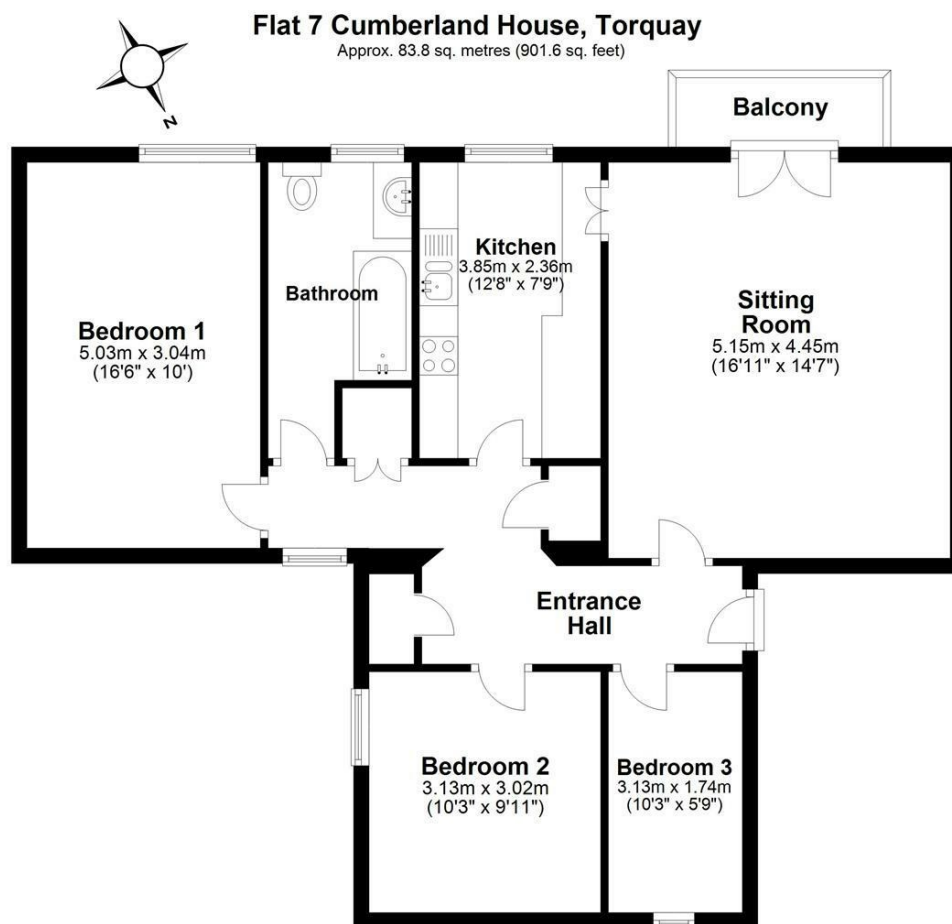 Flat 7 Cumberland House, Torquay
Approx. 83.8 sq. metres (901.6 sq. feet)
N
Balcony
Kitchen
3.85m x 2.36m
(12'8" x 7'9")
Bathroom
Bedroom 1
5.03m x 3.04m
(16'6" x 10')
Sitting
Room
5.15m x 4.45m
(16'11" x 14'7")
Entrance
Hall
Bedroom 2
3.13m x 3.02m
(10'3" x 9'11")
Bedroom 3
3.13m x 1.74m
(10'3" x 5'9")